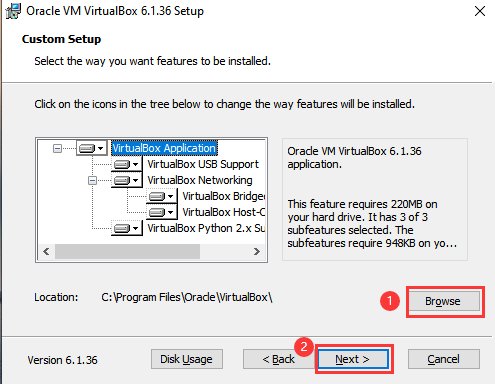 Oracle VM VirtualBox 6.1.36 Setup
Custom Setup
Select the way you want features to be installed.
Click on the icons in the tree below to change the way features will be installed.
VirtualBox Application
VirtualBox USB Support
VirtualBox Networking
VirtualBox Bridged
VirtualBox Host-O
VirtualBox Python 2.x Su
Oracle VM VirtualBox 6.1.36
application.
This feature requires 220MB on
your hard drive. It has 3 of 3
subfeatures selected. The
subfeatures require 948KB on yo...
Location: C:\Program Files\Oracle\VirtualBox\
1
Browse
2
Version 6.1.36 Disk Usage < Back Next > Cancel